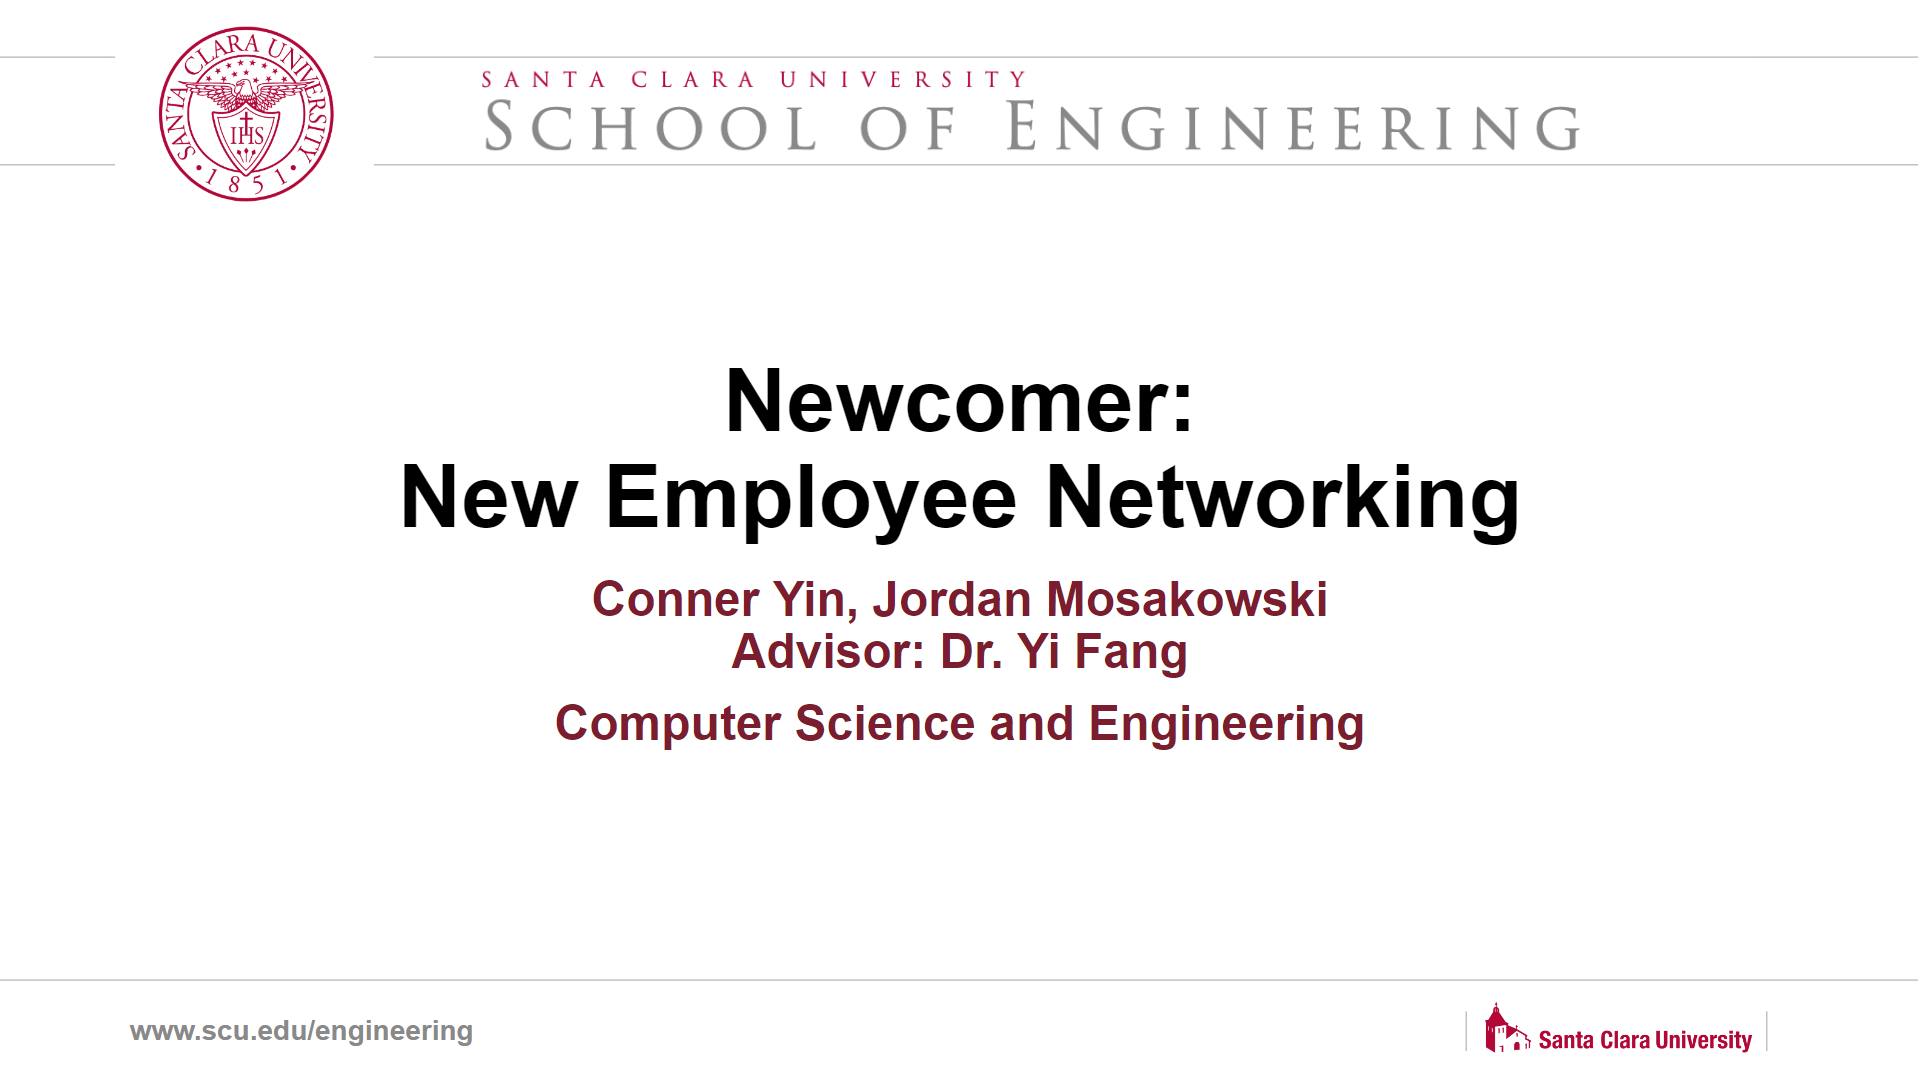 SANTA CLARA UNIVERSITY
IHS
1851
SANTA CLARA UNIVERSITY
SCHOOL OF ENGINEERING
Newcomer:
New Employee Networking
Conner Yin, Jordan Mosakowski
Advisor: Dr. Yi Fang
Computer Science and Engineering
www.scu.edu/engineering
Santa Clara University